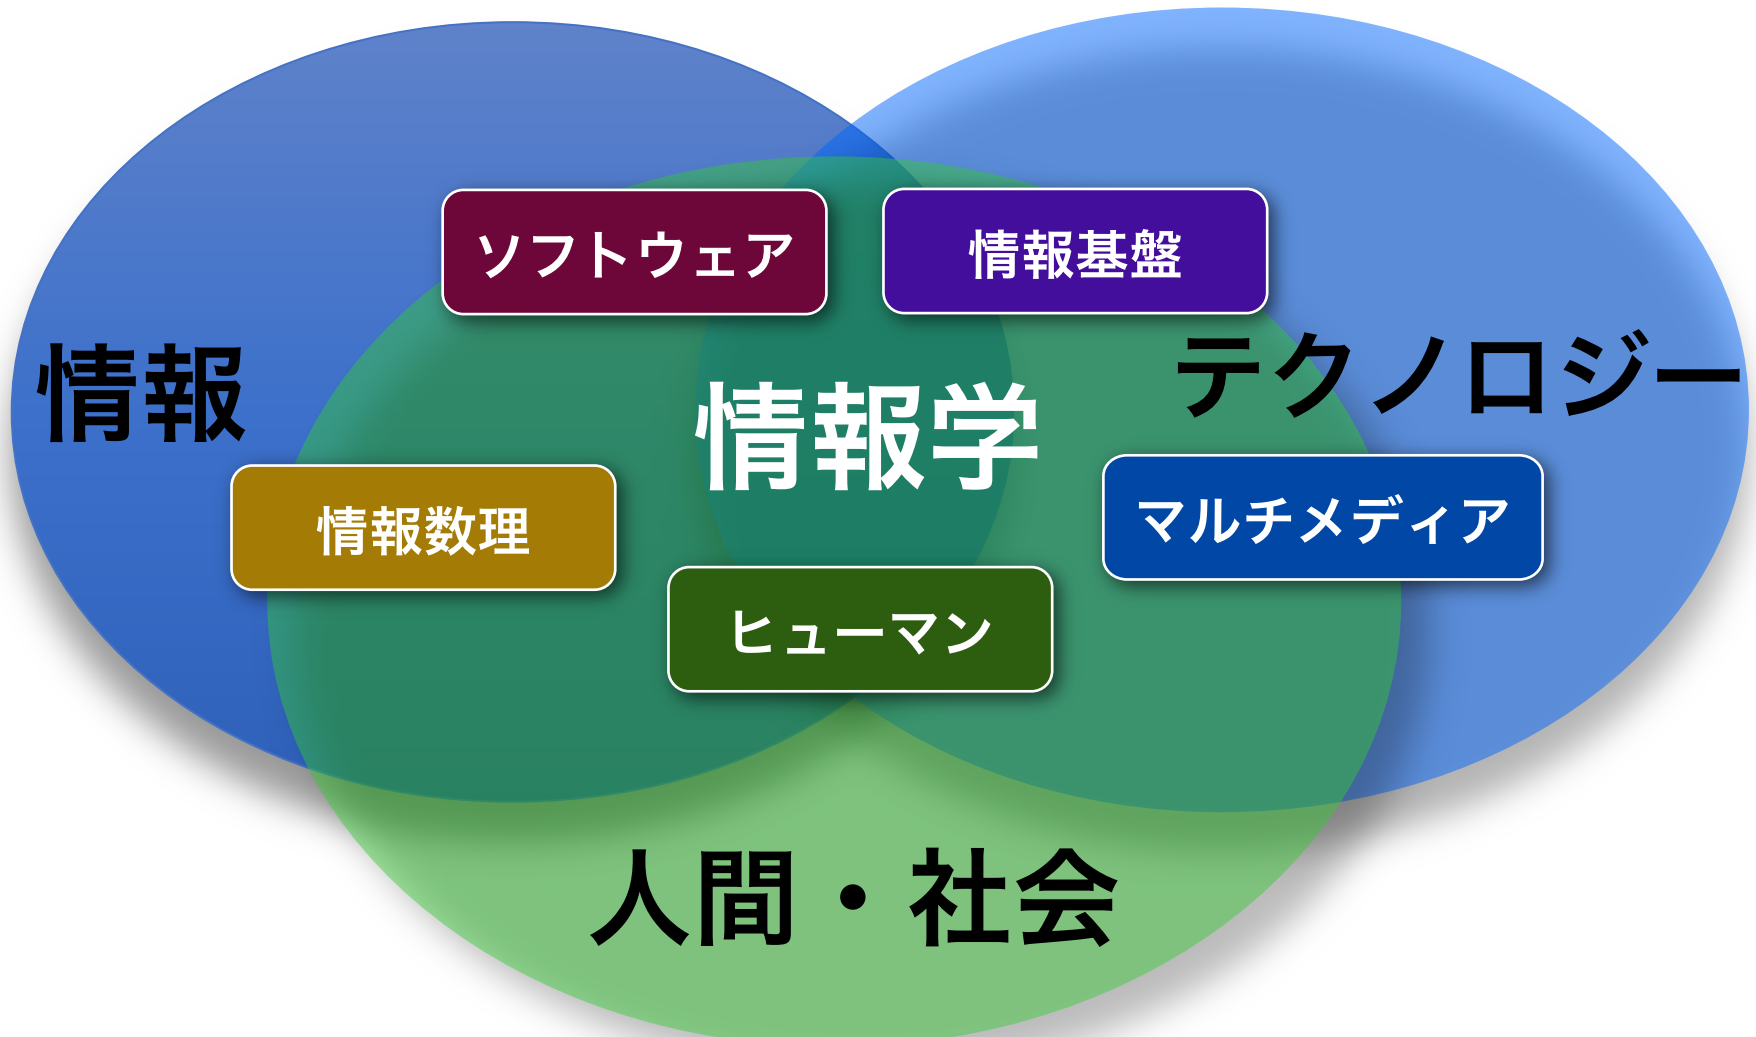 ソフトウェア
情報基盤
情報
テクノロジー
情報学
情報数理
マルチメディア
ヒューマン
人間・社会